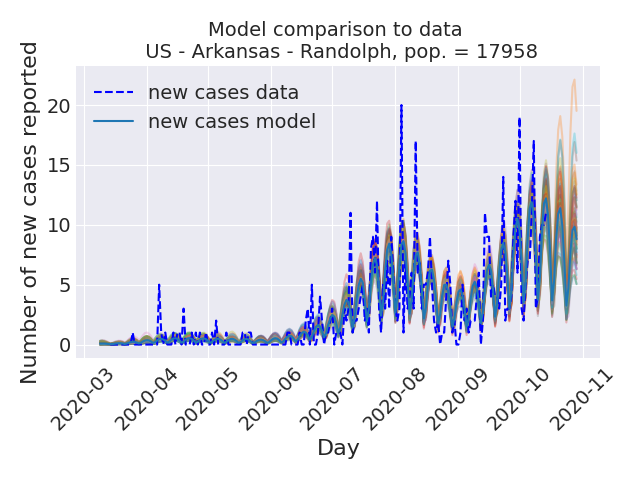 Model comparison to data
US - Arkansas - Randolph, pop. = 17958
Number of new cases reported
20
15
10
5
0
new cases data
new cases model
2020-03
2020-04
2020-05
2020-06
2020-07
2020-08
2020-09
2020-10
2020-11
Day